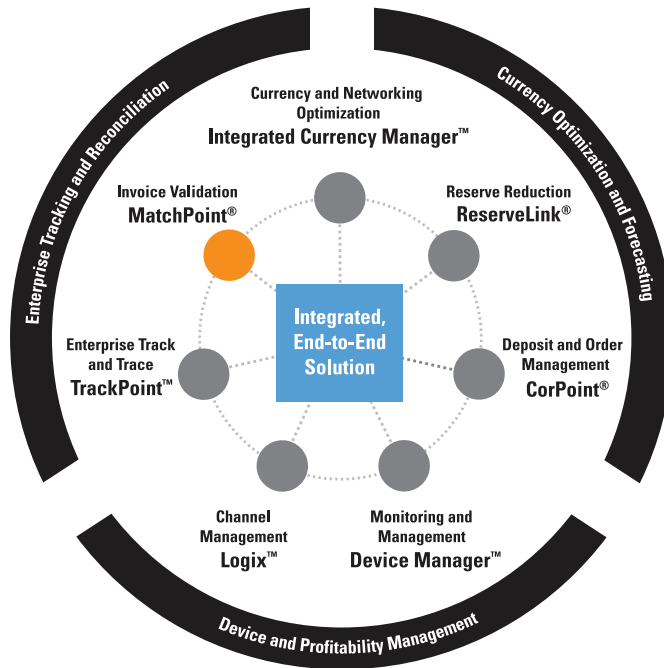 Enterprise Tracking and Reconciliation
Currency Optimization and Forecasting
Currency and Networking
Optimization
Integrated Currency Manager™
Invoice Validation
MatchPoint®
Reserve Reduction
ReserveLink®
Integrated,
End-to-End
Solution
Enterprise Track
and Trace
TrackPoint™
Deposit and Order
Management
CorPoint®
Channel
Management
Logix™
Monitoring and
Management
Device Manager™
Device and Profitability Management